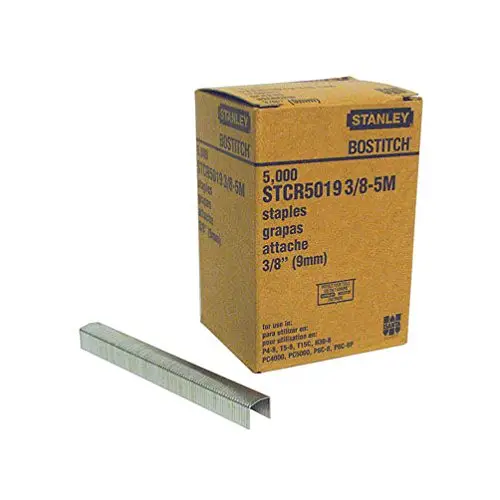 STANLEY
BOSTITCH
5,000
STCR5019 3/8-5M
staples
grapas
attache
3/8" (9mm)
for use in:
para utilizar en:
pour utilisation en:
P4-8, T5-8, T15C, H30-8
PC4000, PC5000, P6C-8, P6C-8P